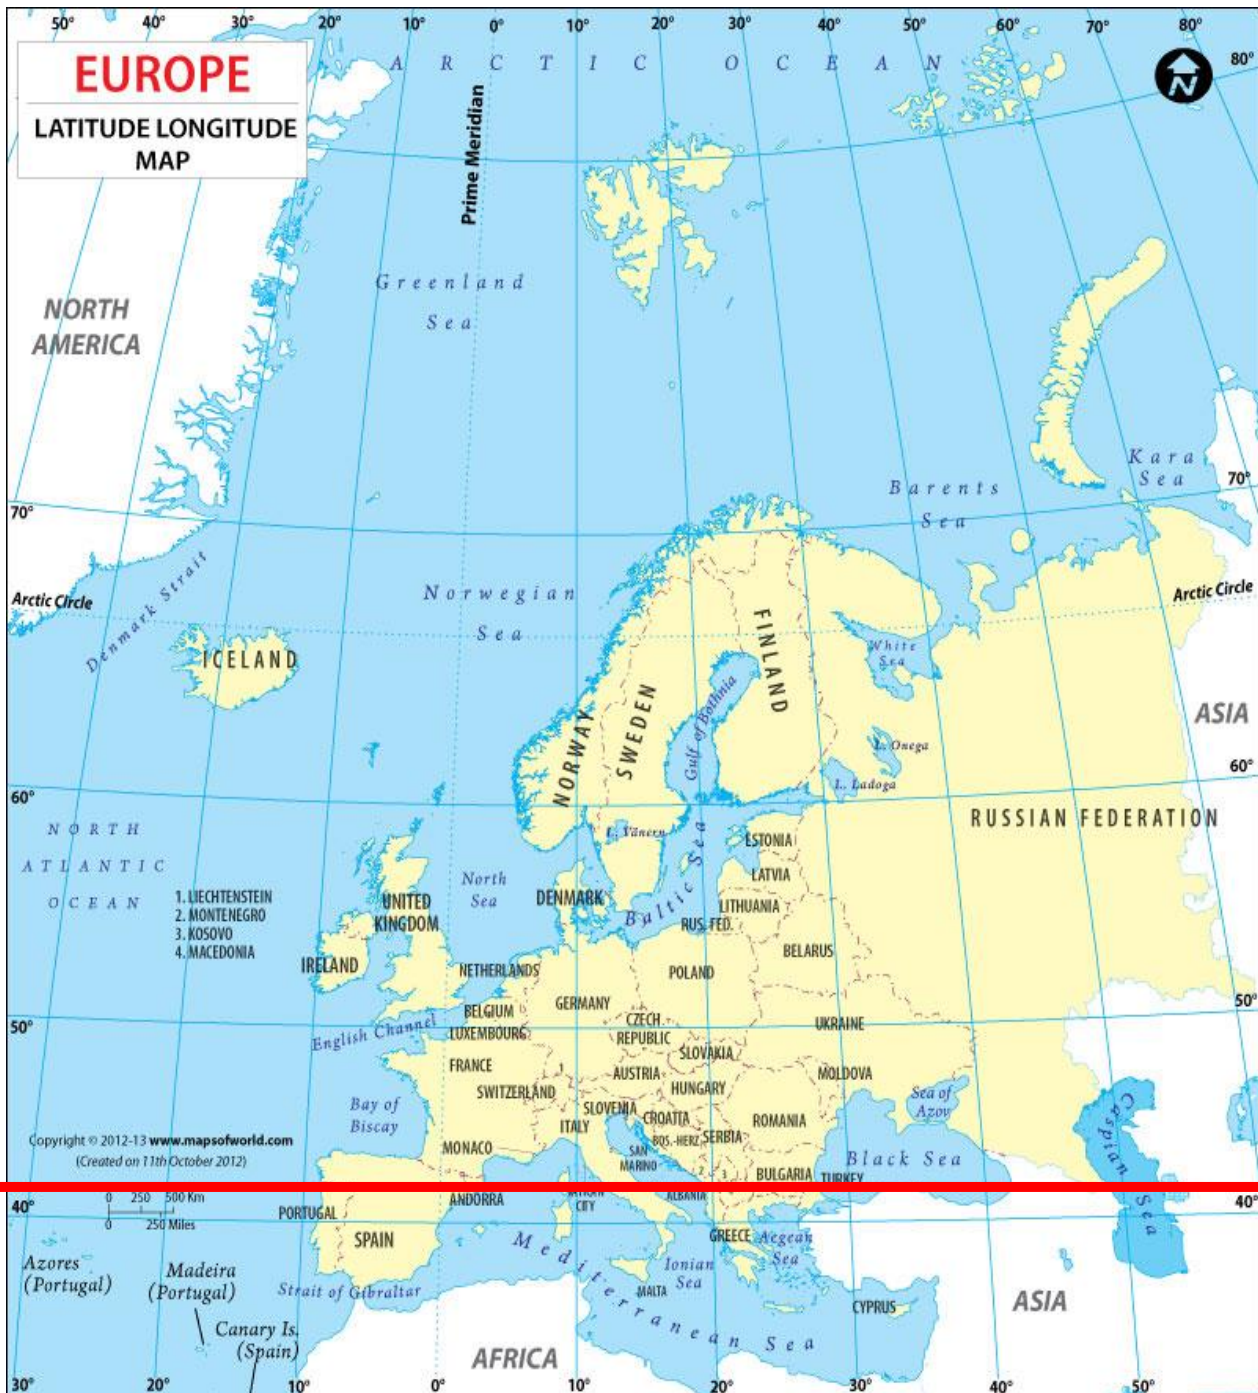 50° 40° 30° 20° 10° 0° 10° 20° 30° 40° 50° 60° 70° 80°
EUROPE
LATITUDE LONGITUDE
MAP
ARCTIC OCEAN
N
80°
Prime Meridian
Greenland
Sea
NORTH
AMERICA
Kara
Sea
70°
Barents
Sea
70°
Denmark Strait
Arctic Circle
Arctic Circle
Norwegian
Sea
ICELAND
FINLAND
White
Sea
NORWAY
SWEDEN
Gulf of Bothnia
ASIA
L. Onega
60°
60°
L. Ladoga
NORTH
ATLANTIC
OCEAN
RUSSIAN FEDERATION
L. Vänern
ESTONIA
LATVIA
North
Sea
DENMARK
Baltic Sea
LITHUANIA
RUS. FED.
1. LIECHTENSTEIN
2. MONTENEGRO
3. KOSOVO
4. MACEDONIA
UNITED
KINGDOM
IRELAND
NETHERLANDS
POLAND
BELARUS
BELGIUM
GERMANY
50°
50°
English Channel
LUXEMBOURG
CZECH
REPUBLIC
UKRAINE
SLOVAKIA
FRANCE
AUSTRIA
MOLDOVA
SWITZERLAND
1
HUNGARY
Sea of
Azov
Bay of
Biscay
SLOVENIA
CROATIA
ROMANIA
ITALY
BOS.-HERZ.
SERBIA
Caspian Sea
Copyright © 2012-13 www.mapsofworld.com
(Created on 11th October 2012)
MONACO
SAN
MARINO
Black Sea
2 3
BULGARIA
TURKEY
0 250 500 Km
0 250 Miles
40°
40°
ANDORRA
CITY
ALBANIA
PORTUGAL
SPAIN
GREECE
Aegean
Sea
Mediterranean Sea
Ionian
Sea
Azores
(Portugal)
Madeira
(Portugal)
Strait of Gibraltar
MALTA
CYPRUS
ASIA
Canary Is.
(Spain)
AFRICA
30° 20° 10° 0° 10° 20° 30° 40° 50°